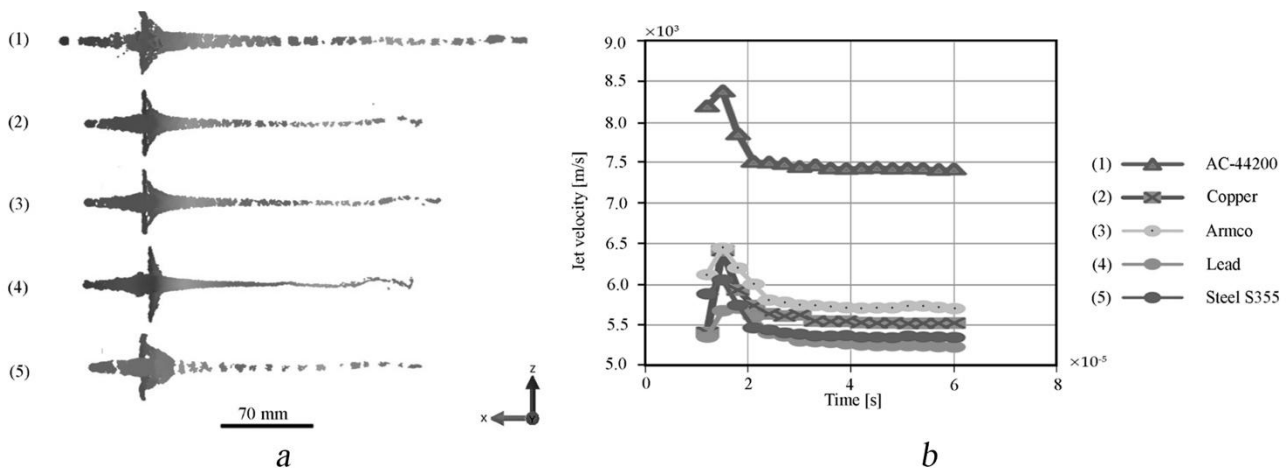 (1)
(2)
(3)
(4)
(5)
70 mm
z
x
Y
a
×10³
9.0
8.5
8.0
7.5
7.0
6.5
6.0
5.5
5.0
Jet velocity [m/s]
0
2
4
6
8
×10⁻⁵
Time [s]
(1) AC-44200
(2) Copper
(3) Armco
(4) Lead
(5) Steel S355
b